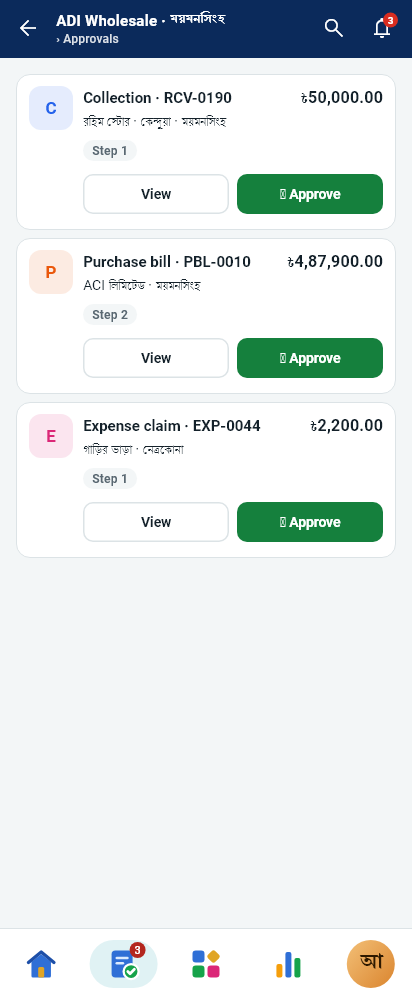 ADI Wholesale · ময়মনসিংহ
› Approvals
3
C
Collection · RCV-0190
৳50,000.00
রহিম স্টোর · কেন্দুয়া · ময়মনসিংহ
Step 1
View
Approve
P
Purchase bill · PBL-0010
৳4,87,900.00
ACI লিমিটেড · ময়মনসিংহ
Step 2
View
Approve
E
Expense claim · EXP-0044
৳2,200.00
গাড়ির ভাড়া · নেত্রকোনা
Step 1
View
Approve
3
আ